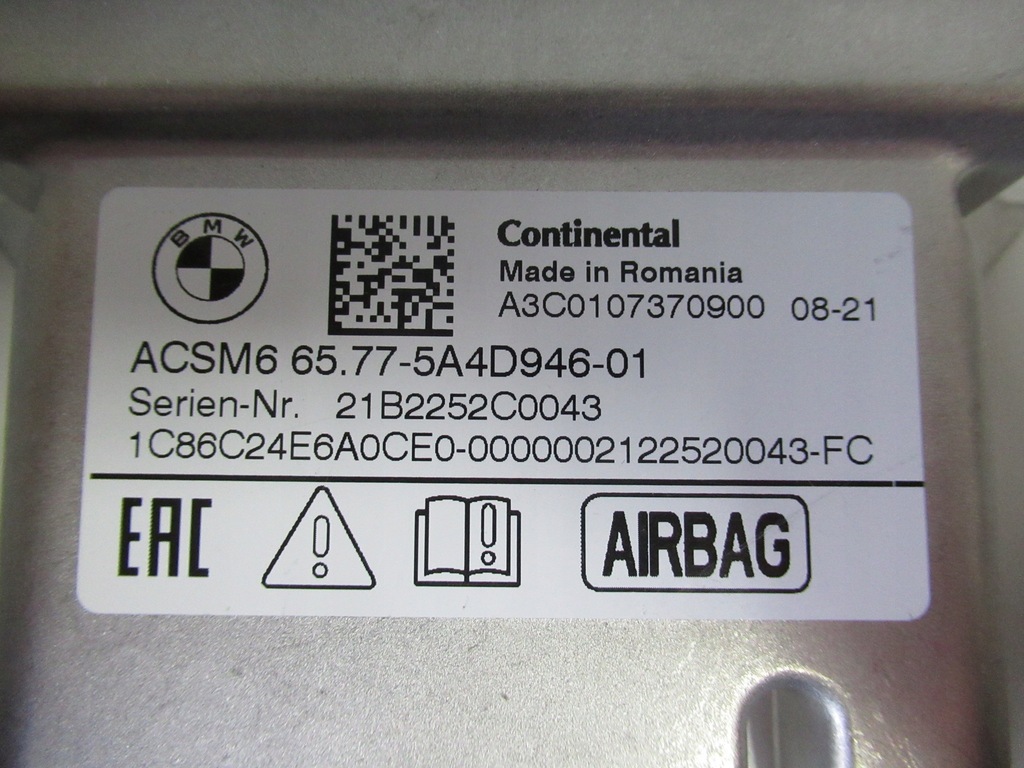 BMW
Continental
Made in Romania
A3C0107370900 08-21
ACSM6 65.77-5A4D946-01
Serien-Nr. 21B2252C0043
1C86C24E6A0CE0-0000002122520043-FC
EAC
AIRBAG